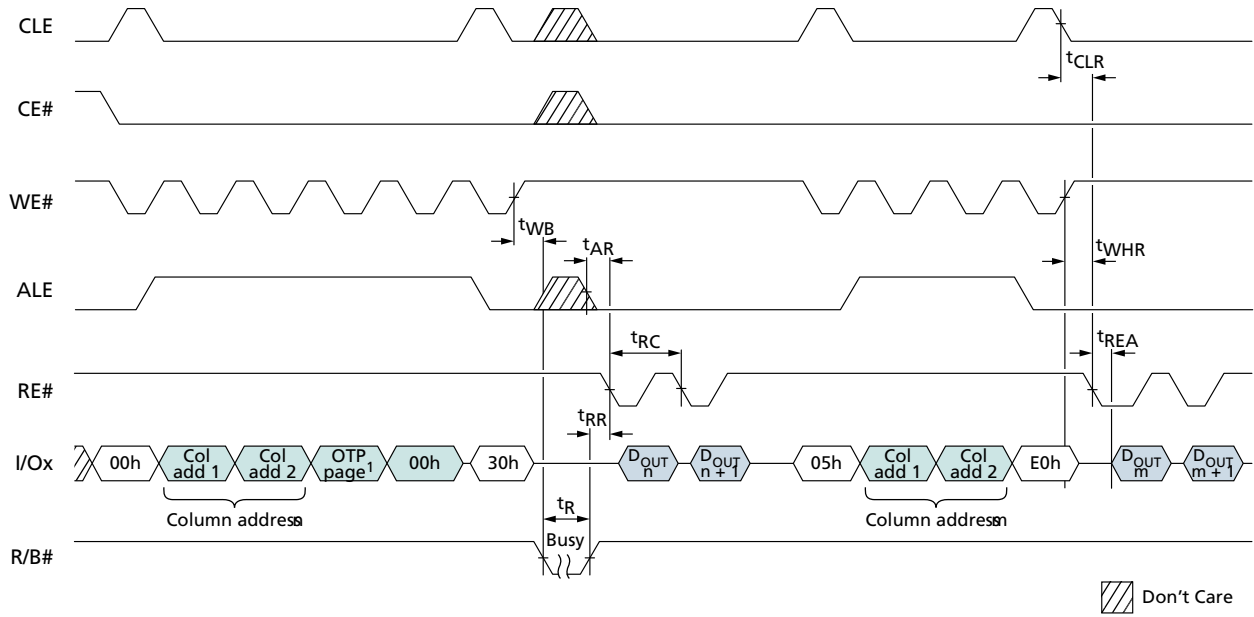 CLE
tCLR
CE#
WE#
tWB
tAR
tWHR
ALE
tRC
tREA
RE#
tRR
I/Ox
00h
Col add 1
Col add 2
OTP page1
00h
30h
DOUT n
DOUT n + 1
05h
Col add 1
Col add 2
E0h
DOUT m
DOUT m + 1
Column address n
tR
Column address m
Busy
R/B#
Don't Care